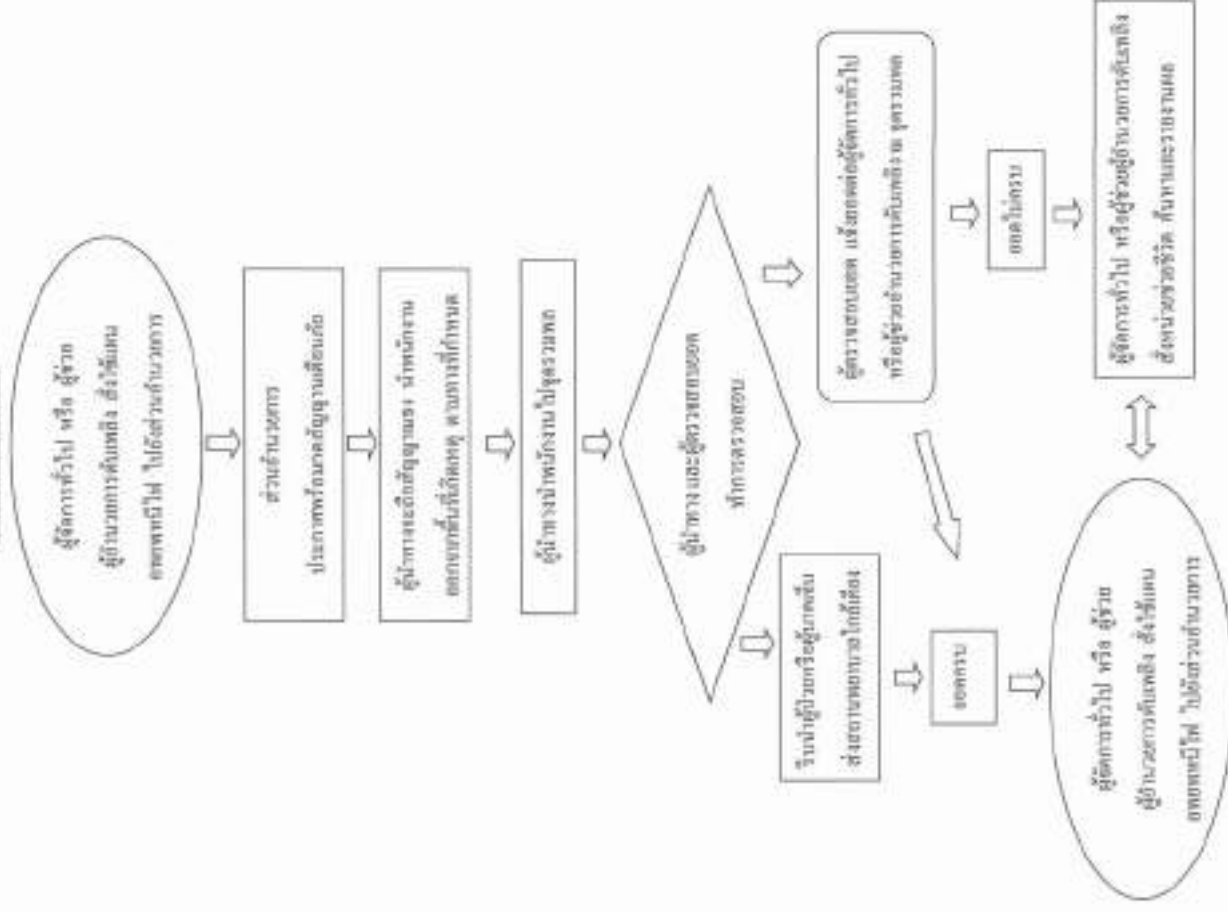 ผู้จัดการทั่วไป หรือ ผู้ช่วย
ผู้อำนวยการดับเพลิง สั่งใช้แผน
อพยพหนีไฟ ไปยังส่วนอำนวยการ
ส่วนอำนวยการ
ประกาศพร้อมกดสัญญาณเตือนภัย
ผู้นำทางจะถือสัญญาณธง นำพนักงาน
ออกจากพื้นที่เกิดเหตุ ตามทางที่กำหนด
ผู้นำทางนำพนักงานไปจุดรวมพล
ผู้นำทาง และผู้ตรวจสอบยอด
ทำการตรวจสอบ
รีบนำผู้ป่วยหรือผู้บาดเจ็บ
ส่งสถานพยาบาลใกล้เคียง
ผู้ตรวจสอบยอด แจ้งยอดต่อผู้จัดการทั่วไป
หรือผู้ช่วยอำนวยการดับเพลิง ณ จุดรวมพล
ยอดครบ
ยอดไม่ครบ
ผู้จัดการทั่วไป หรือ ผู้ช่วย
ผู้อำนวยการดับเพลิง สั่งใช้แผน
อพยพหนีไฟ ไปยังส่วนอำนวยการ
ผู้จัดการทั่วไป หรือผู้ช่วยผู้อำนวยการดับเพลิง
สั่งหน่วยช่วยชีวิต ค้นหาและรายงานผล